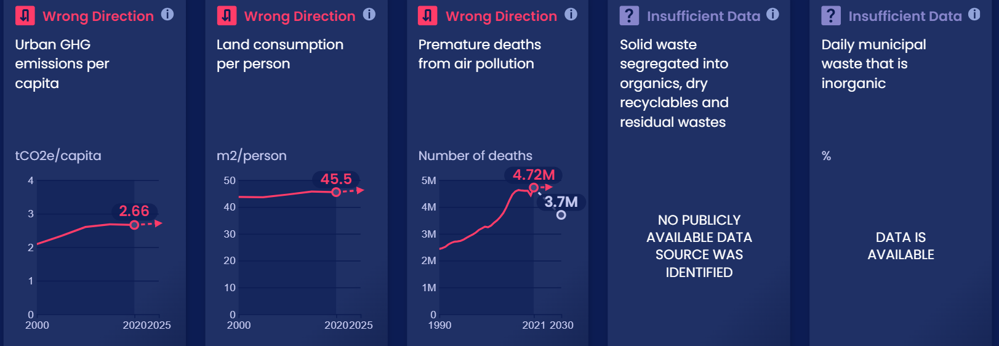 Wrong Direction
Urban GHG
emissions per
capita
tCO2e/capita
4
3
2
1
0
2.66
2000
2020
2025
Wrong Direction
Land consumption
per person
m2/person
50
40
30
20
10
0
45.5
2000
2020
2025
Wrong Direction
Premature deaths
from air pollution
Number of deaths
5M
4M
3M
2M
1M
0
4.72M
3.7M
1990
2021
2030
Insufficient Data
Solid waste
segregated into
organics, dry
recyclables and
residual wastes
NO PUBLICLY
AVAILABLE DATA
SOURCE WAS
IDENTIFIED
Insufficient Data
Daily municipal
waste that is
inorganic
%
DATA IS
AVAILABLE